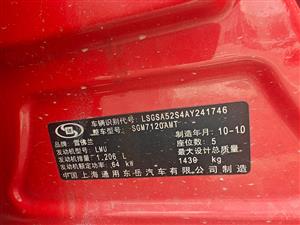 车辆识别代号: LSGSA52S4AY241746
整车型号: SGM7120AMT 制造年月 10-10
品牌: 雪佛兰 座位数 5
发动机型号: LMU 最大设计总质量
发动机排量: 1.206 L 1430 kg
发动机额定功率: 64 kW
中国上海通用东岳汽车有限公司制造